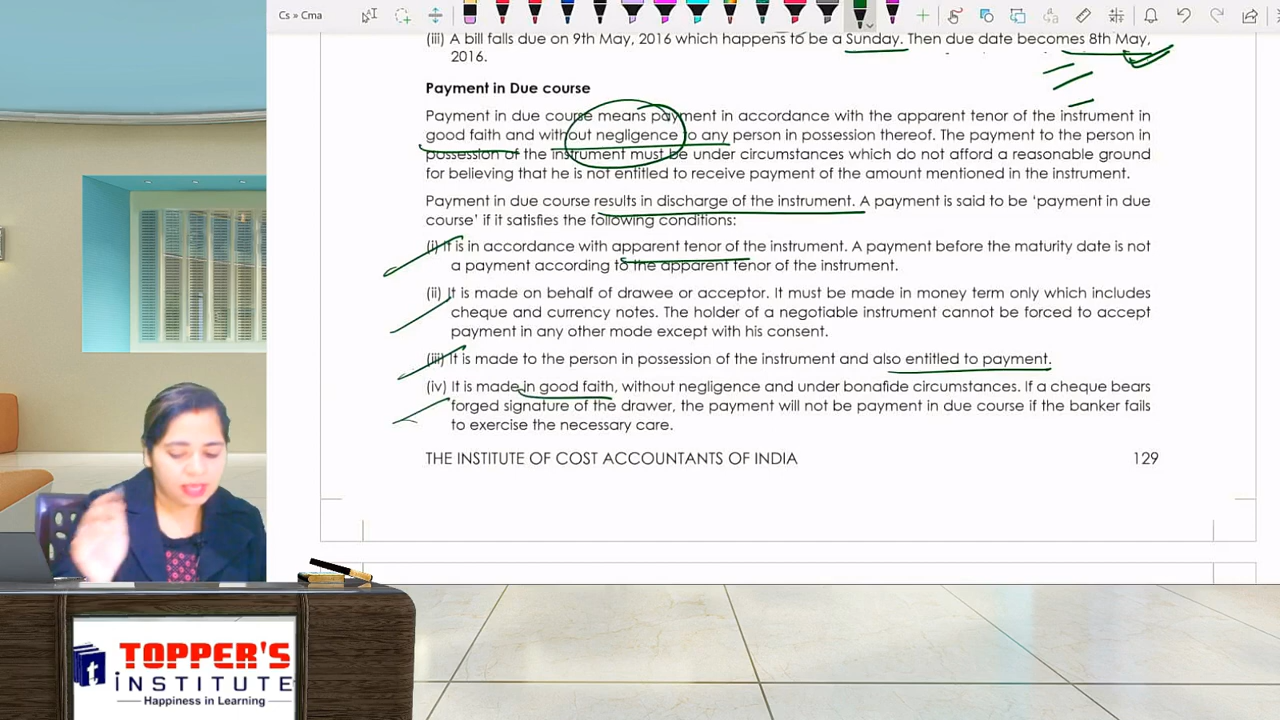 Cs » Cma
(iii) A bill falls due on 9th May, 2016 which happens to be a Sunday. Then due date becomes 8th May,
2016.
Payment in Due course
Payment in due course means payment in accordance with the apparent tenor of the instrument in
good faith and without negligence to any person in possession thereof. The payment to the person in
possession of the instrument must be under circumstances which do not afford a reasonable ground
for believing that he is not entitled to receive payment of the amount mentioned in the instrument.
Payment in due course results in discharge of the instrument. A payment is said to be ‘payment in due
course’ if it satisfies the following conditions:
(i) It is in accordance with apparent tenor of the instrument. A payment before the maturity date is not
a payment according to the apparent tenor of the instrument.
(ii) It is made on behalf of drawee or acceptor. It must be made in money term only which includes
cheque and currency notes. The holder of a negotiable instrument cannot be forced to accept
payment in any other mode except with his consent.
(iii) It is made to the person in possession of the instrument and also entitled to payment.
(iv) It is made in good faith, without negligence and under bonafide circumstances. If a cheque bears
forged signature of the drawer, the payment will not be payment in due course if the banker fails
to exercise the necessary care.
THE INSTITUTE OF COST ACCOUNTANTS OF INDIA 129
t TOPPER'S
INSTITUTE
Happiness in Learning